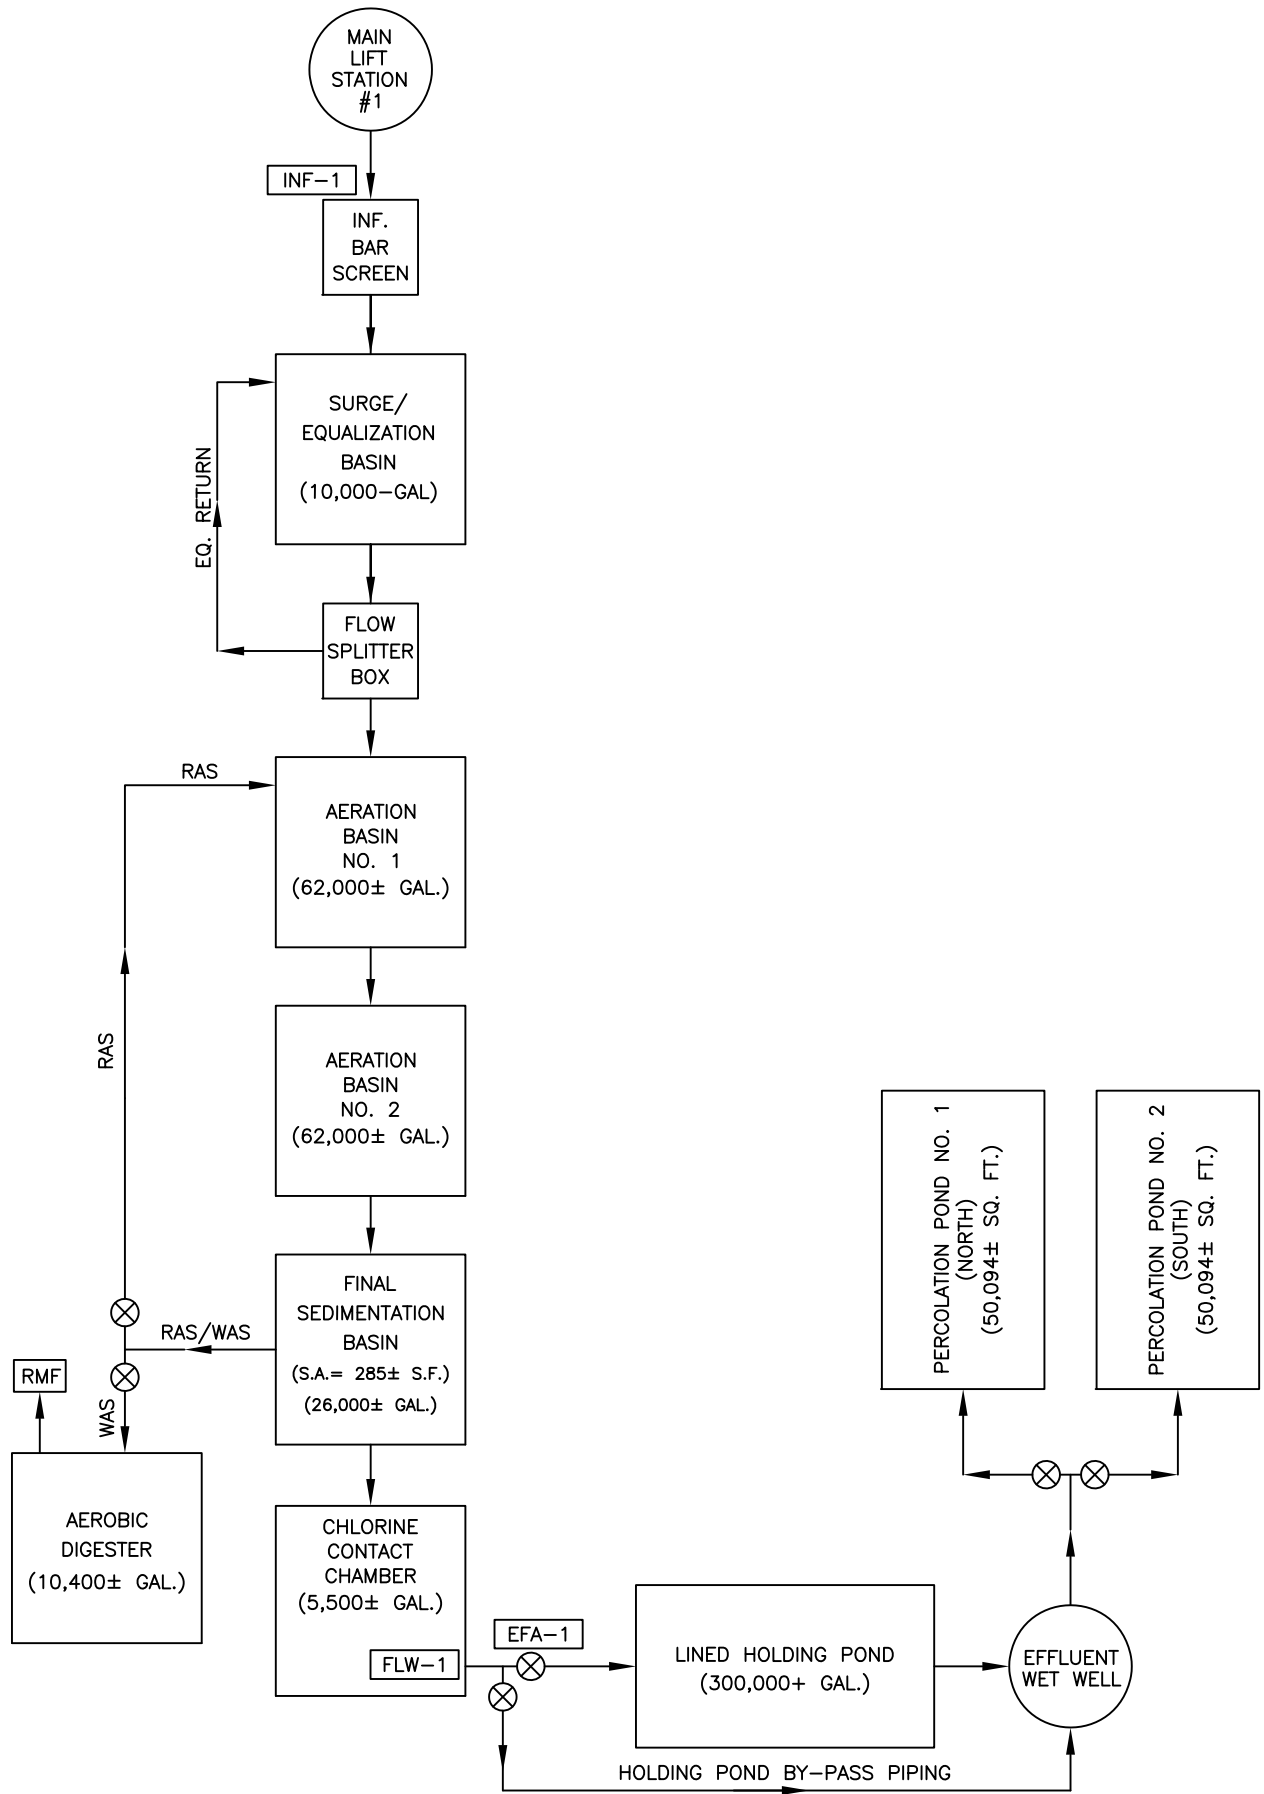 MAIN
LIFT
STATION
#1
INF-1
INF.
BAR
SCREEN
SURGE/
EQUALIZATION
BASIN
(10,000-GAL)
EQ. RETURN
FLOW
SPLITTER
BOX
RAS
AERATION
BASIN
NO. 1
(62,000± GAL.)
RAS
AERATION
BASIN
NO. 2
(62,000± GAL.)
FINAL
SEDIMENTATION
BASIN
(S.A.= 285± S.F.)
(26,000± GAL.)
RAS/WAS
RMF
WAS
AEROBIC
DIGESTER
(10,400± GAL.)
CHLORINE
CONTACT
CHAMBER
(5,500± GAL.)
FLW-1
EFA-1
LINED HOLDING POND
(300,000+ GAL.)
EFFLUENT
WET WELL
HOLDING POND BY-PASS PIPING
PERCOLATION POND NO. 1
(NORTH)
(50,094± SQ. FT.)
PERCOLATION POND NO. 2
(SOUTH)
(50,094± SQ. FT.)